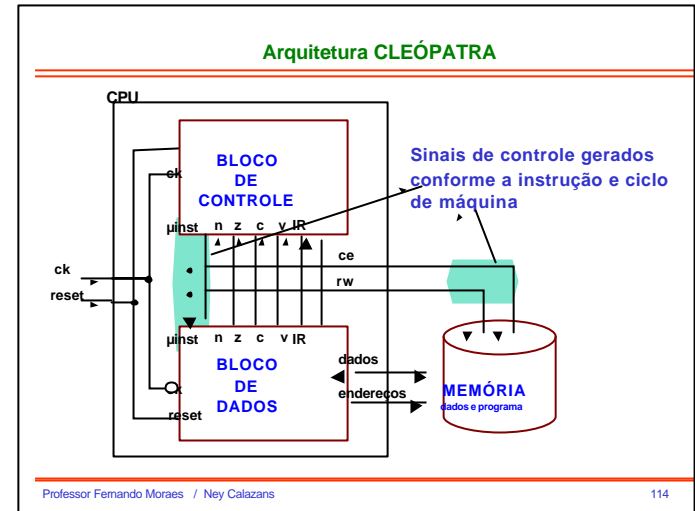 Arquitetura CLEÓPATRA
CPU
BLOCO
DE
CONTROLE
ck
µinst n z c v IR
Sinais de controle gerados
conforme a instrução e ciclo
de máquina
ck
reset
ce
rw
µinst n z c v IR
BLOCO
DE
DADOS
ck
reset
dados
endereços
MEMÓRIA
dados e programa
Professor Fernando Moraes / Ney Calazans
114